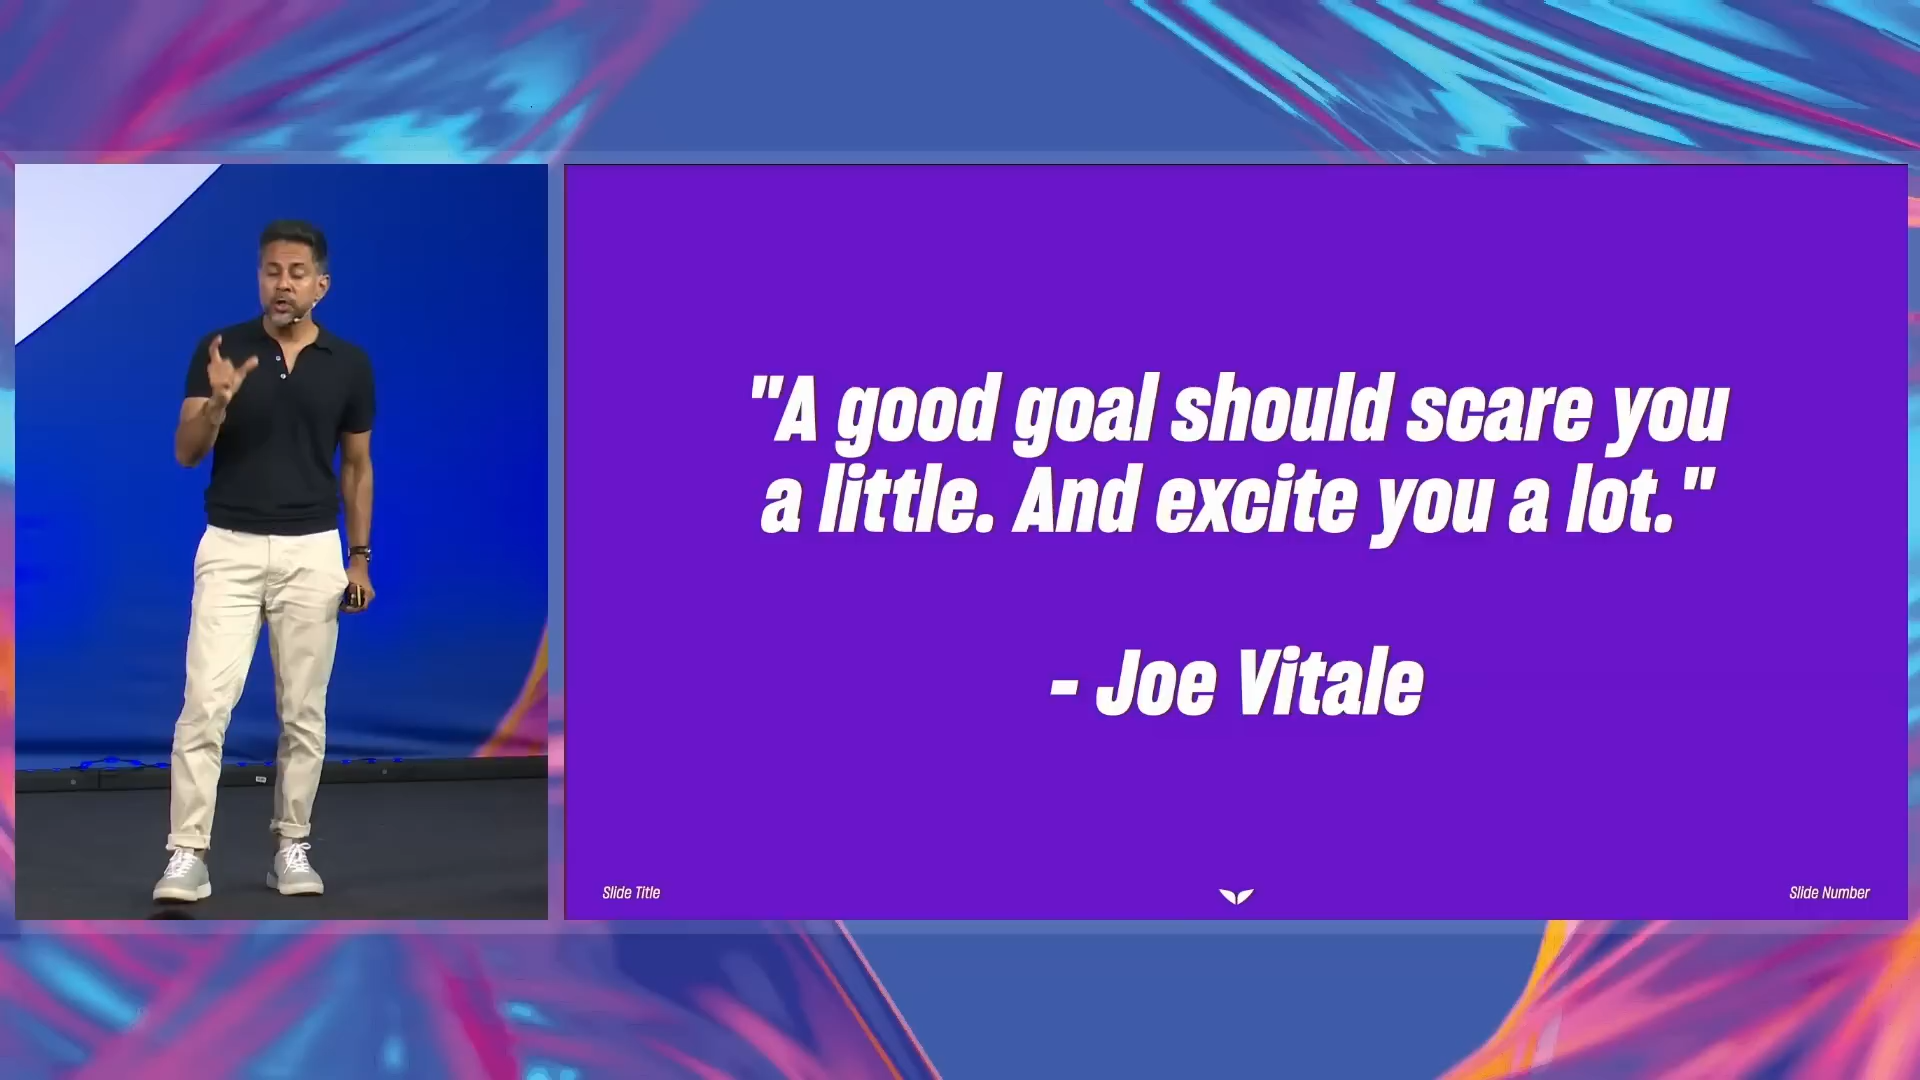 "A good goal should scare you
a little. And excite you a lot."
- Joe Vitale
Slide Title
Slide Number